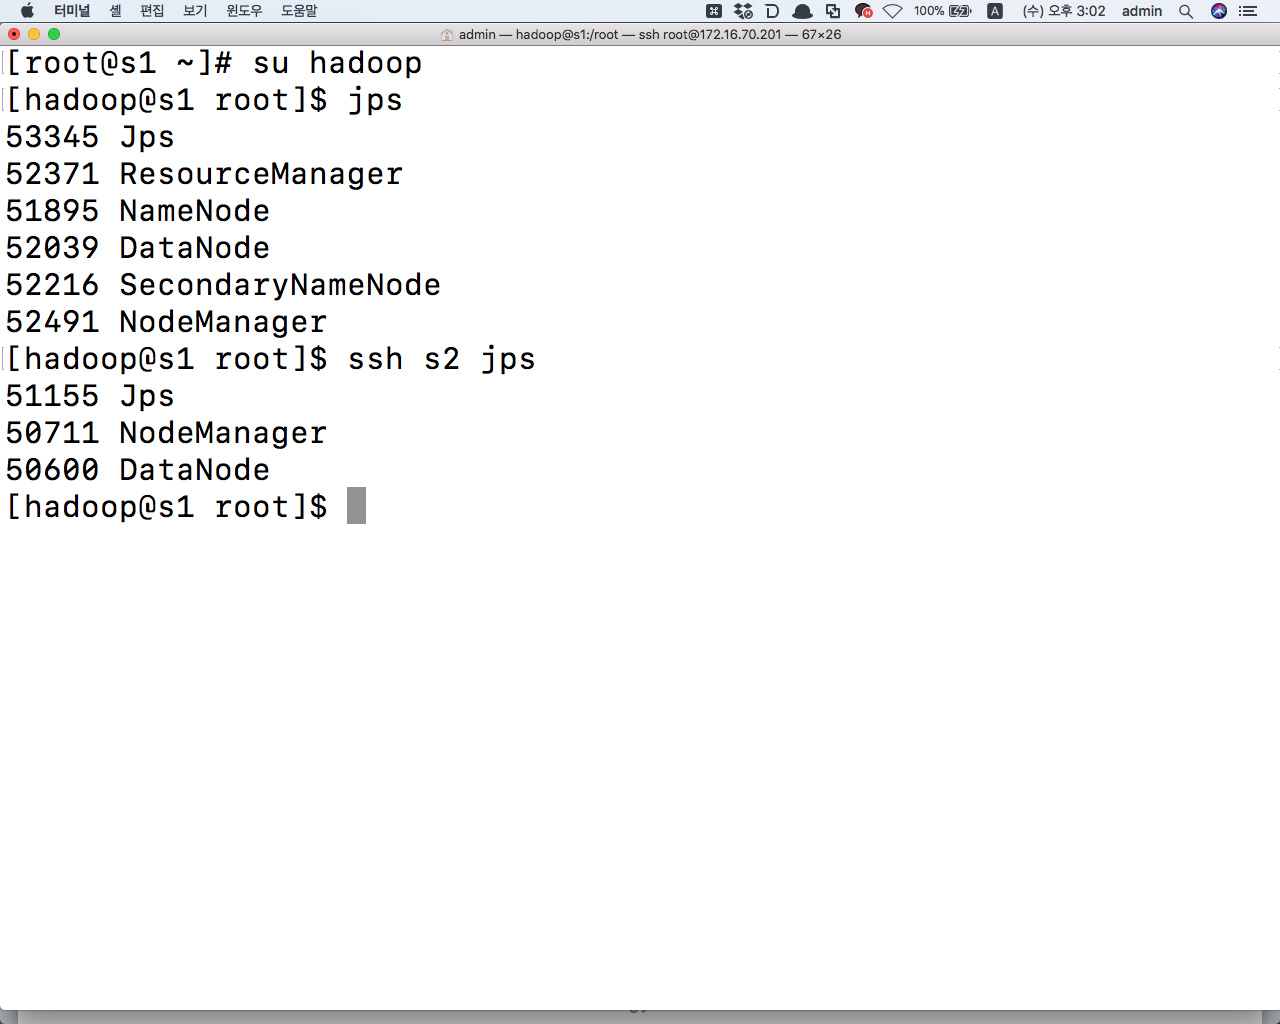 터미널 셸 편집 보기 윈도우 도움말 100% A (수) 오후 3:02 admin
admin — hadoop@s1:/root — ssh root@172.16.70.201 — 67×26
[root@s1 ~]# su hadoop
[hadoop@s1 root]$ jps
53345 Jps
52371 ResourceManager
51895 NameNode
52039 DataNode
52216 SecondaryNameNode
52491 NodeManager
[hadoop@s1 root]$ ssh s2 jps
51155 Jps
50711 NodeManager
50600 DataNode
[hadoop@s1 root]$